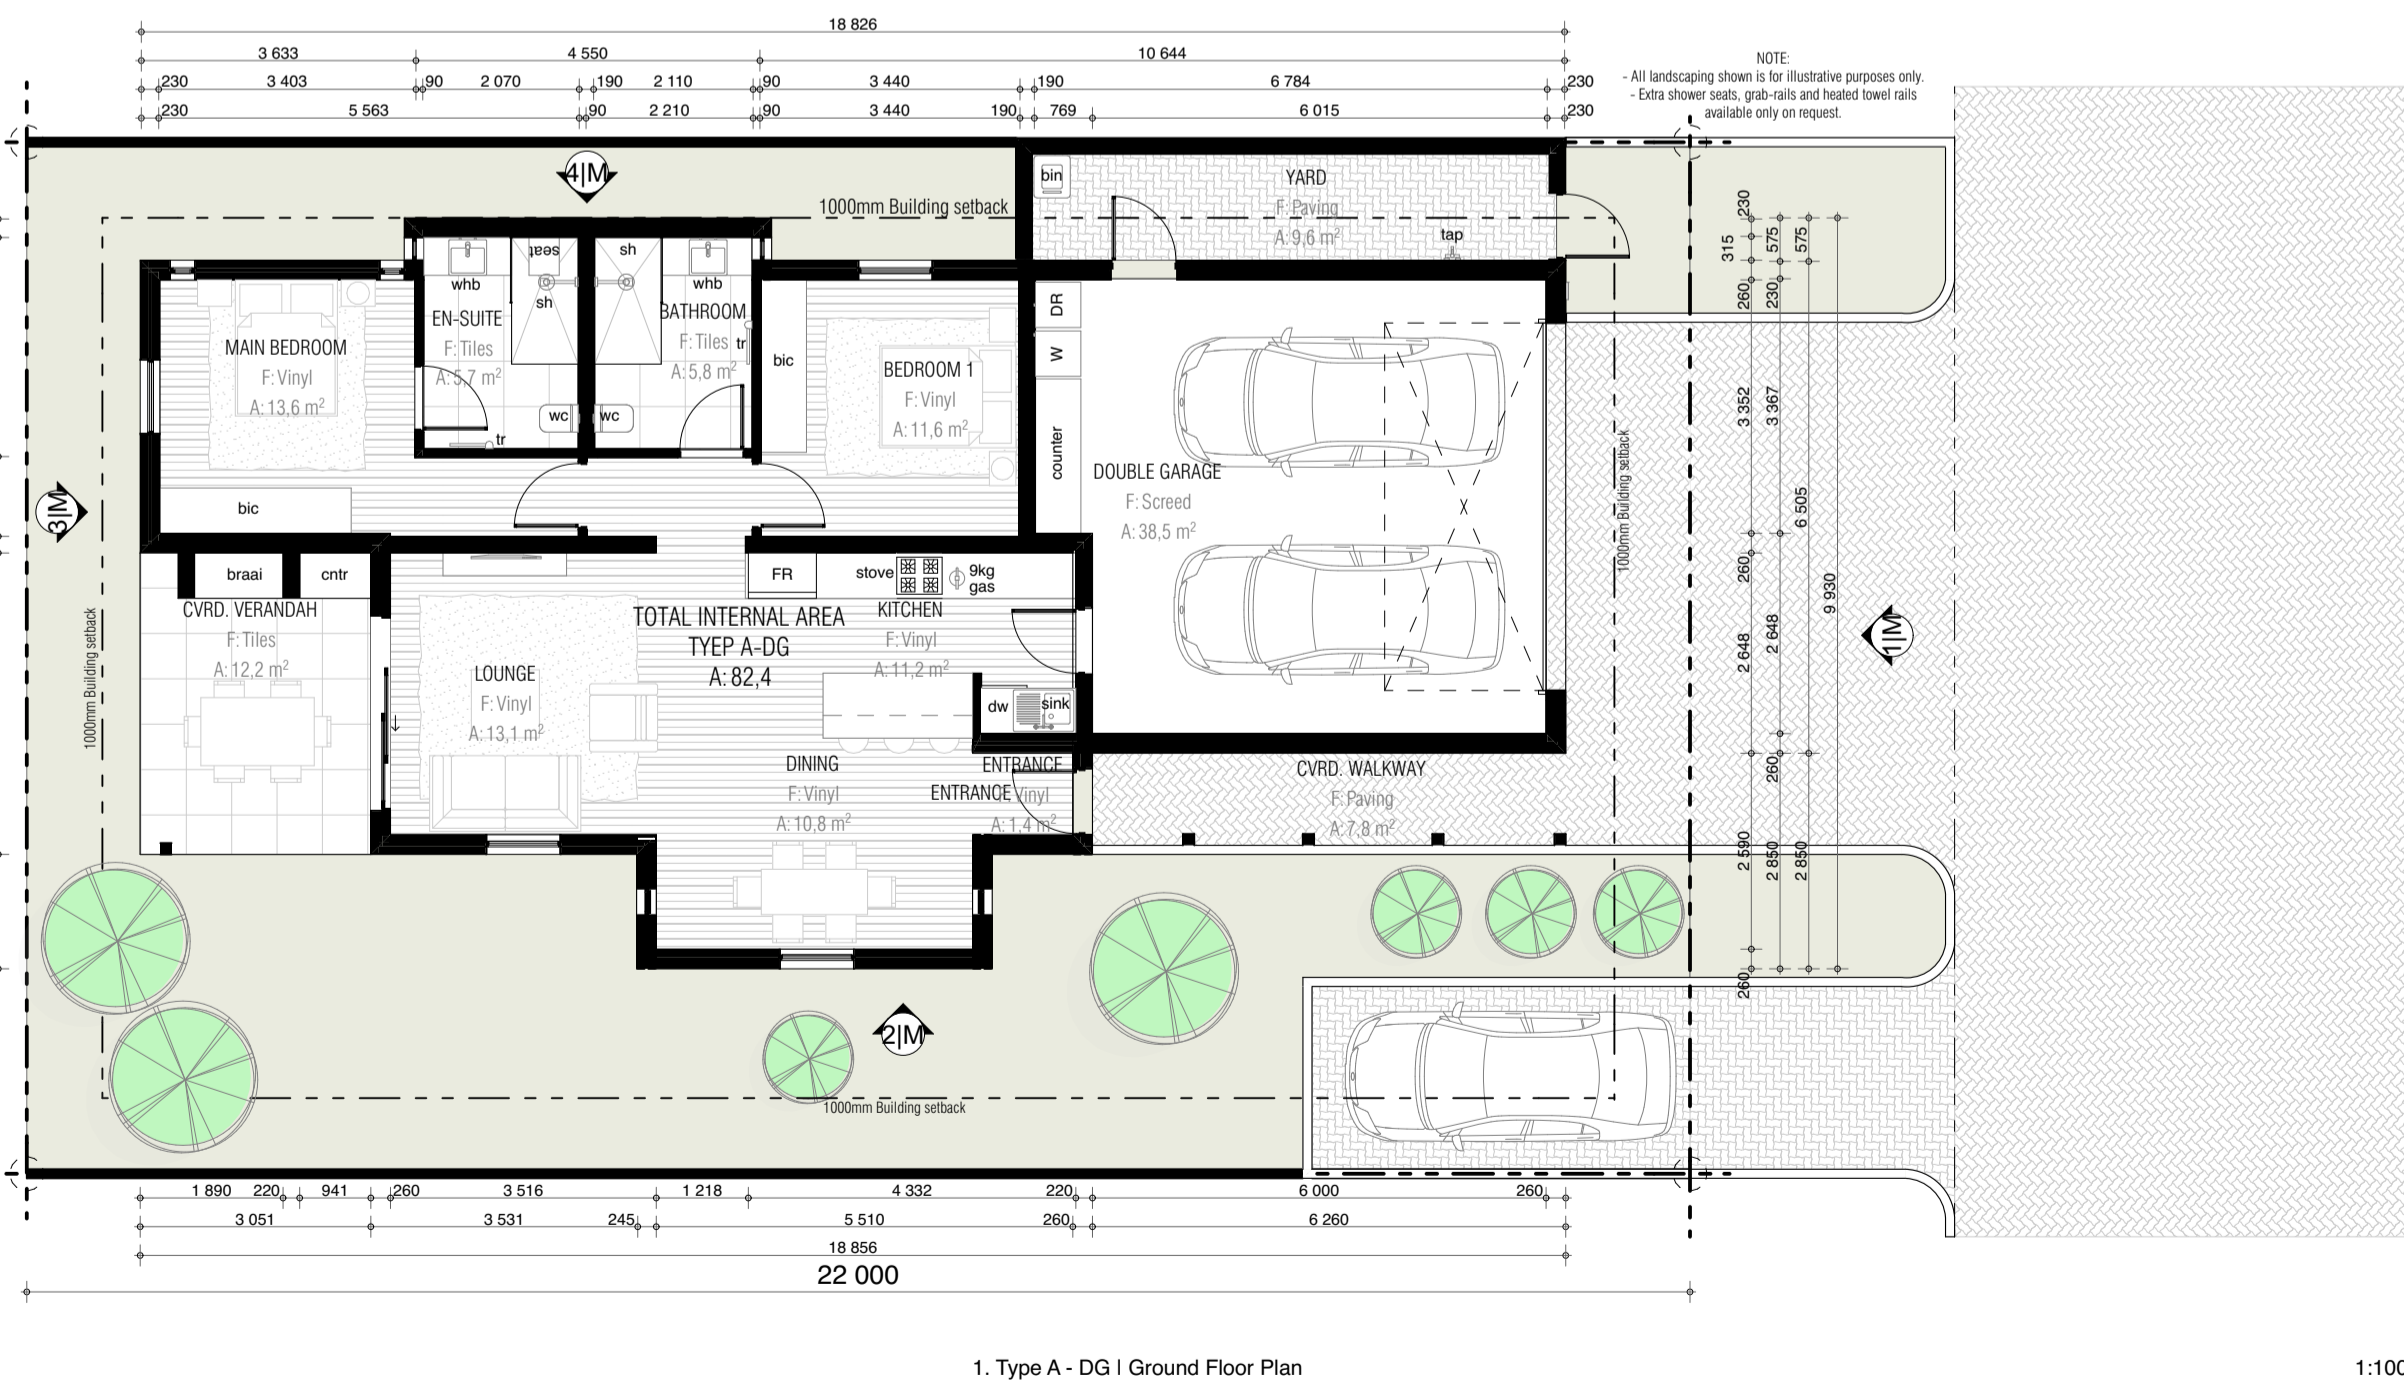 18 826
3 633 4 550 10 644
230 3 403 90 2 070 190 2 110 90 3 440 190 6 784 230
230 5 563 90 2 210 90 3 440 190 769 6 015 230
NOTE:
- All landscaping shown is for illustrative purposes only.
- Extra shower seats, grab-rails and heated towel rails
available only on request.
4|M
1000mm Building setback
bin
YARD
F: Paving
A: 9,6 m²
tap
MAIN BEDROOM
F: Vinyl
A: 13,6 m²
bic
whb
seat
sh
EN-SUITE
F: Tiles
A: 5,7 m²
wc
tr
sh
whb
BATHROOM
F: Tiles
A: 5,8 m²
tr
wc
bic
BEDROOM 1
F: Vinyl
A: 11,6 m²
DR
W
counter
DOUBLE GARAGE
F: Screed
A: 38,5 m²
1000mm Building setback
3|M
1000mm Building setback
braai
cntr
CVRD. VERANDAH
F: Tiles
A: 12,2 m²
LOUNGE
F: Vinyl
A: 13,1 m²
TOTAL INTERNAL AREA
TYEP A-DG
A: 82,4
FR
stove
9kg
gas
KITCHEN
F: Vinyl
A: 11,2 m²
dw
sink
DINING
F: Vinyl
A: 10,8 m²
ENTRANCE
ENTRANCE
Vinyl
A: 1,4 m²
CVRD. WALKWAY
F: Paving
A: 7,8 m²
1|M
230
315
575
575
260
230
3 352
3 367
6 505
260
9 930
2 648
2 648
260
2 590
2 850
2 850
260
2|M
1000mm Building setback
1 890 220 941 260 3 516 1 218 4 332 220 6 000 260
3 051 3 531 245 5 510 260 6 260
18 856
22 000
1. Type A - DG | Ground Floor Plan